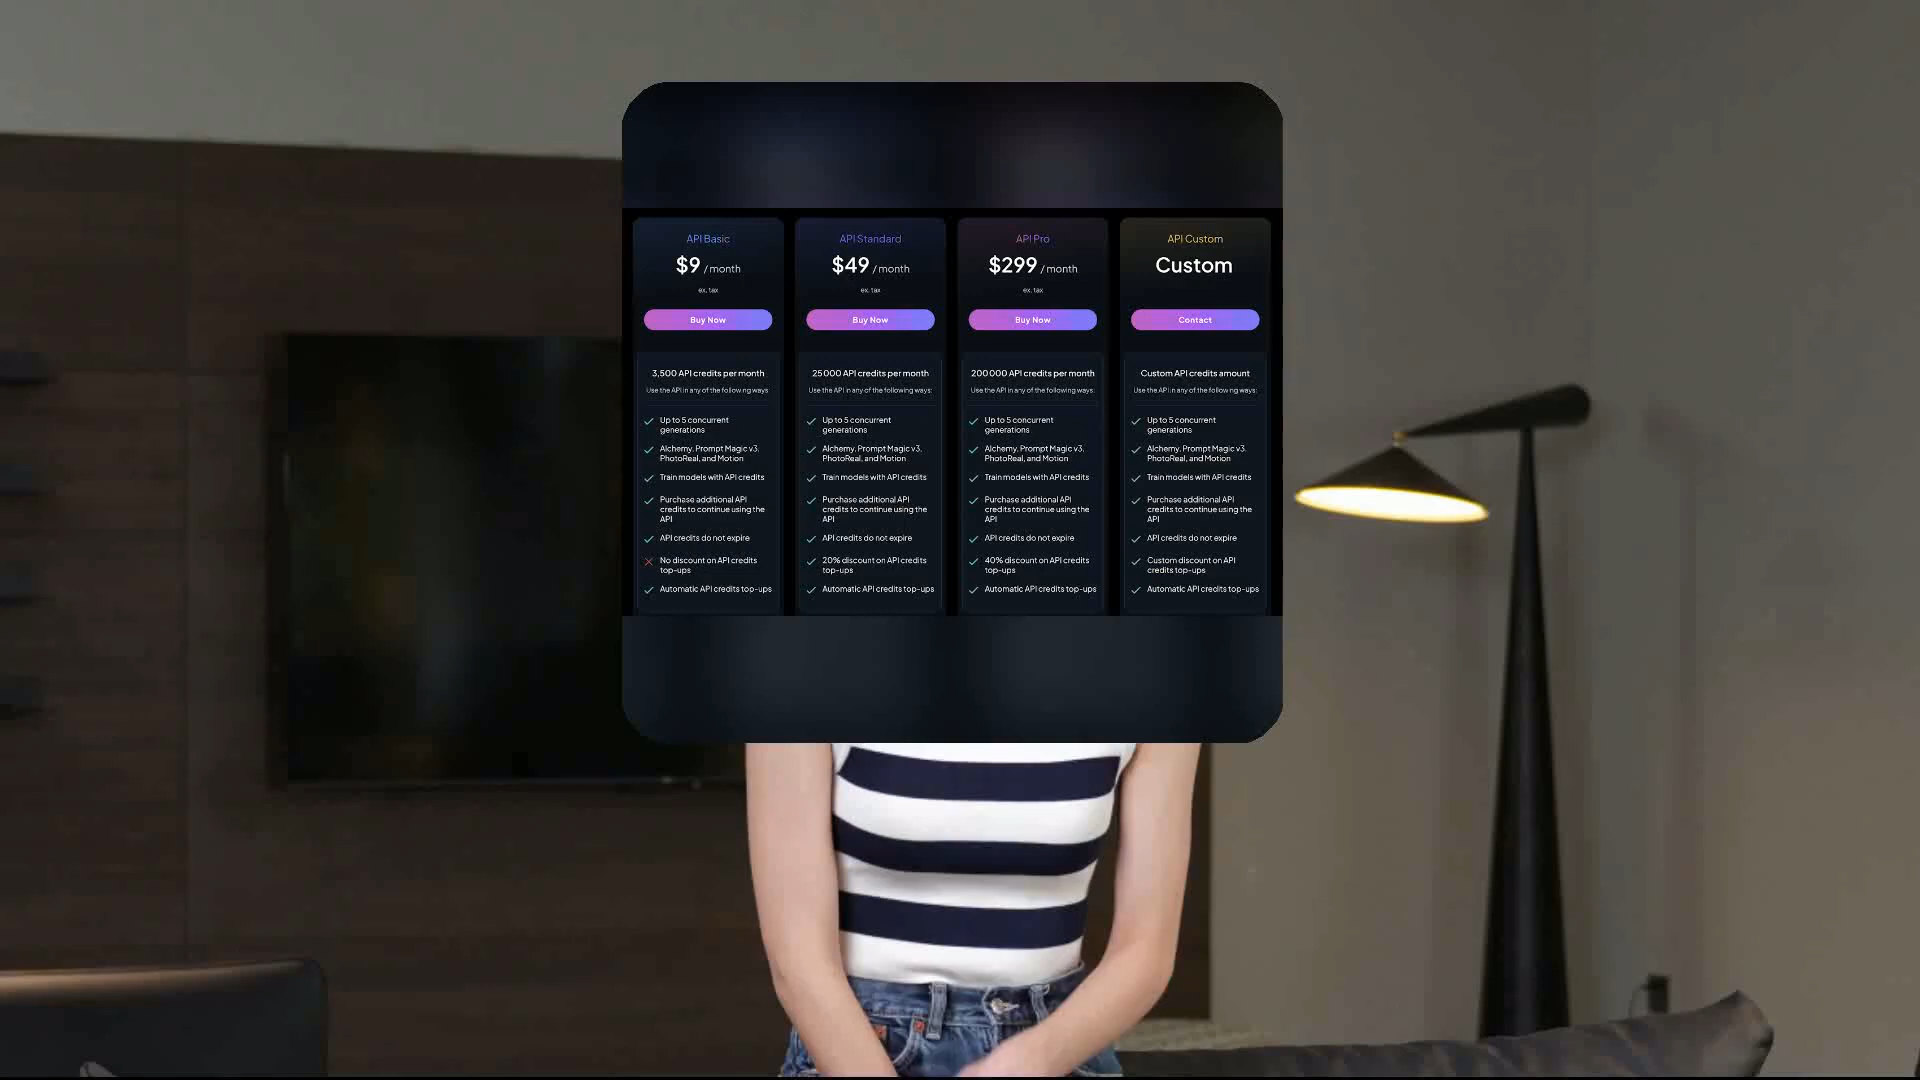 API Basic
$9 / month
ex. tax
Buy Now
3,500 API credits per month
Use the API in any of the following ways:
Up to 5 concurrent
generations
Alchemy, Prompt Magic v3,
PhotoReal, and Motion
Train models with API credits
Purchase additional API
credits to continue using the
API
API credits do not expire
No discount on API credits
top-ups
Automatic API credits top-ups
API Standard
$49 / month
ex. tax
Buy Now
25 000 API credits per month
Use the API in any of the following ways:
Up to 5 concurrent
generations
Alchemy, Prompt Magic v3,
PhotoReal, and Motion
Train models with API credits
Purchase additional API
credits to continue using the
API
API credits do not expire
20% discount on API credits
top-ups
Automatic API credits top-ups
API Pro
$299 / month
ex. tax
Buy Now
200 000 API credits per month
Use the API in any of the following ways:
Up to 5 concurrent
generations
Alchemy, Prompt Magic v3,
PhotoReal, and Motion
Train models with API credits
Purchase additional API
credits to continue using the
API
API credits do not expire
40% discount on API credits
top-ups
Automatic API credits top-ups
API Custom
Custom
Contact
Custom API credits amount
Use the API in any of the following ways:
Up to 5 concurrent
generations
Alchemy, Prompt Magic v3,
PhotoReal, and Motion
Train models with API credits
Purchase additional API
credits to continue using the
API
API credits do not expire
Custom discount on API
credits top-ups
Automatic API credits top-ups